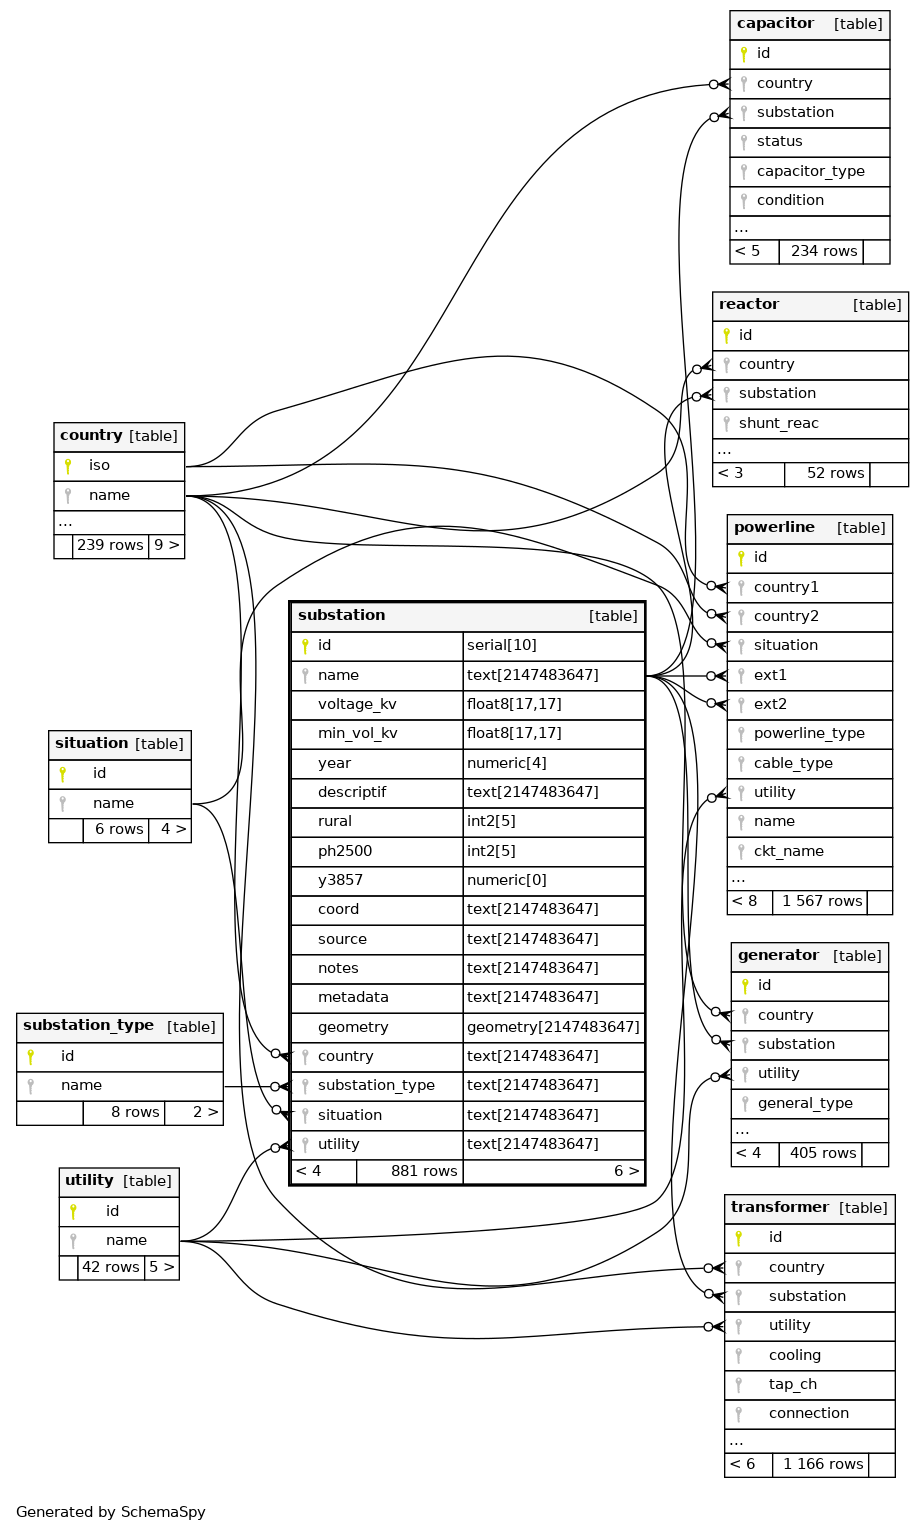 capacitor [table]
id
country
substation
status
capacitor_type
condition
...
< 5 234 rows
reactor [table]
id
country
substation
shunt_reac
...
< 3 52 rows
country [table]
iso
name
...
239 rows 9 >
powerline [table]
id
country1
country2
situation
ext1
ext2
powerline_type
cable_type
utility
name
ckt_name
...
< 8 1 567 rows
substation [table]
id serial[10]
name text[2147483647]
voltage_kv float8[17,17]
min_vol_kv float8[17,17]
year numeric[4]
descriptif text[2147483647]
rural int2[5]
ph2500 int2[5]
y3857 numeric[0]
coord text[2147483647]
source text[2147483647]
notes text[2147483647]
metadata text[2147483647]
geometry geometry[2147483647]
country text[2147483647]
substation_type text[2147483647]
situation text[2147483647]
utility text[2147483647]
< 4 881 rows 6 >
situation [table]
id
name
6 rows 4 >
generator [table]
id
country
substation
utility
general_type
...
< 4 405 rows
substation_type [table]
id
name
8 rows 2 >
utility [table]
id
name
42 rows 5 >
transformer [table]
id
country
substation
utility
cooling
tap_ch
connection
...
< 6 1 166 rows
Generated by SchemaSpy